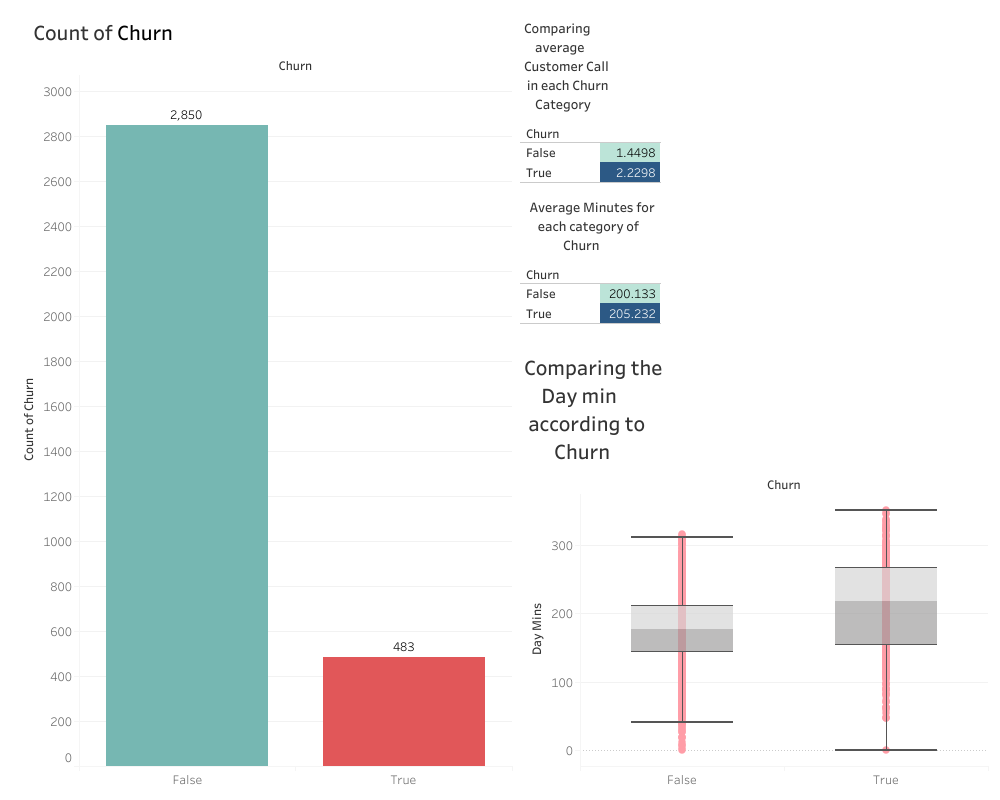 Count of Churn
Churn
Count of Churn
3000
2800
2600
2400
2200
2000
1800
1600
1400
1200
1000
800
600
400
200
0
2,850
483
False
True
Comparing
average
Customer Call
in each Churn
Category
Churn
False 1.4498
True 2.2298
Average Minutes for
each category of
Churn
Churn
False 200.133
True 205.232
Comparing the
Day min
according to
Churn
Churn
Day Mins
300
200
100
0
False
True